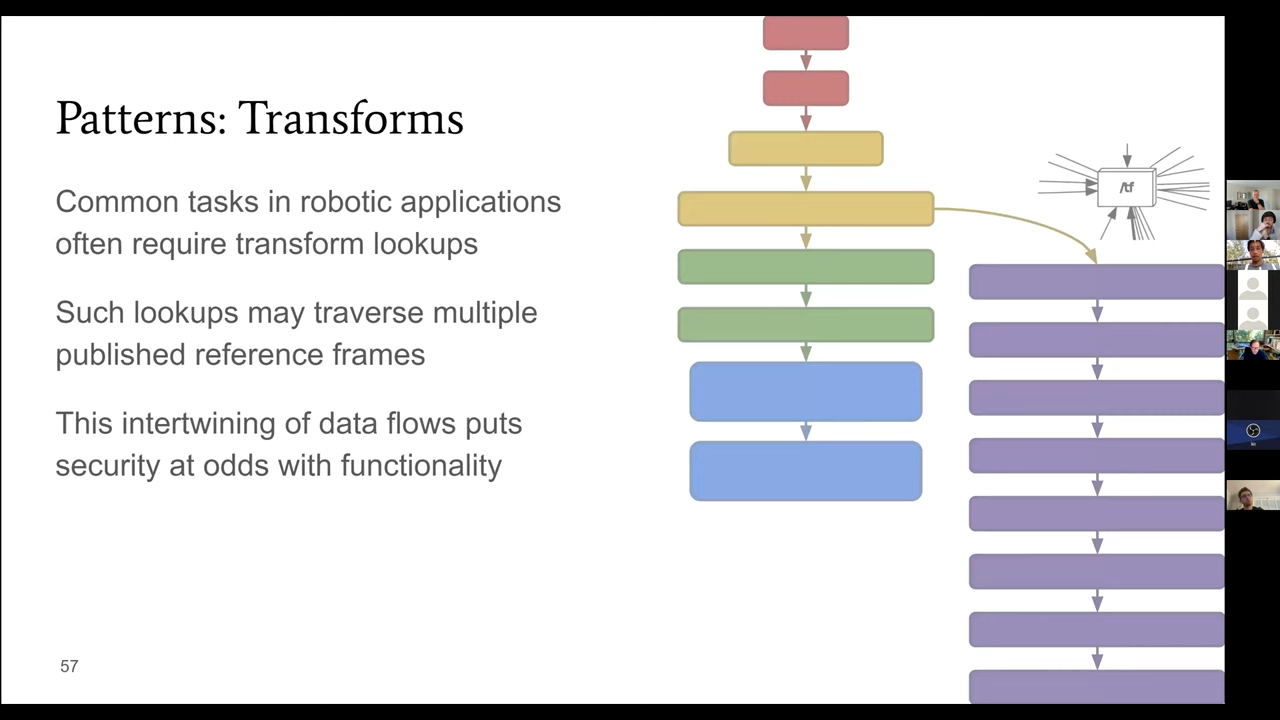 Patterns: Transforms
Common tasks in robotic applications
often require transform lookups
Such lookups may traverse multiple
published reference frames
This intertwining of data flows puts
security at odds with functionality
/tf
57